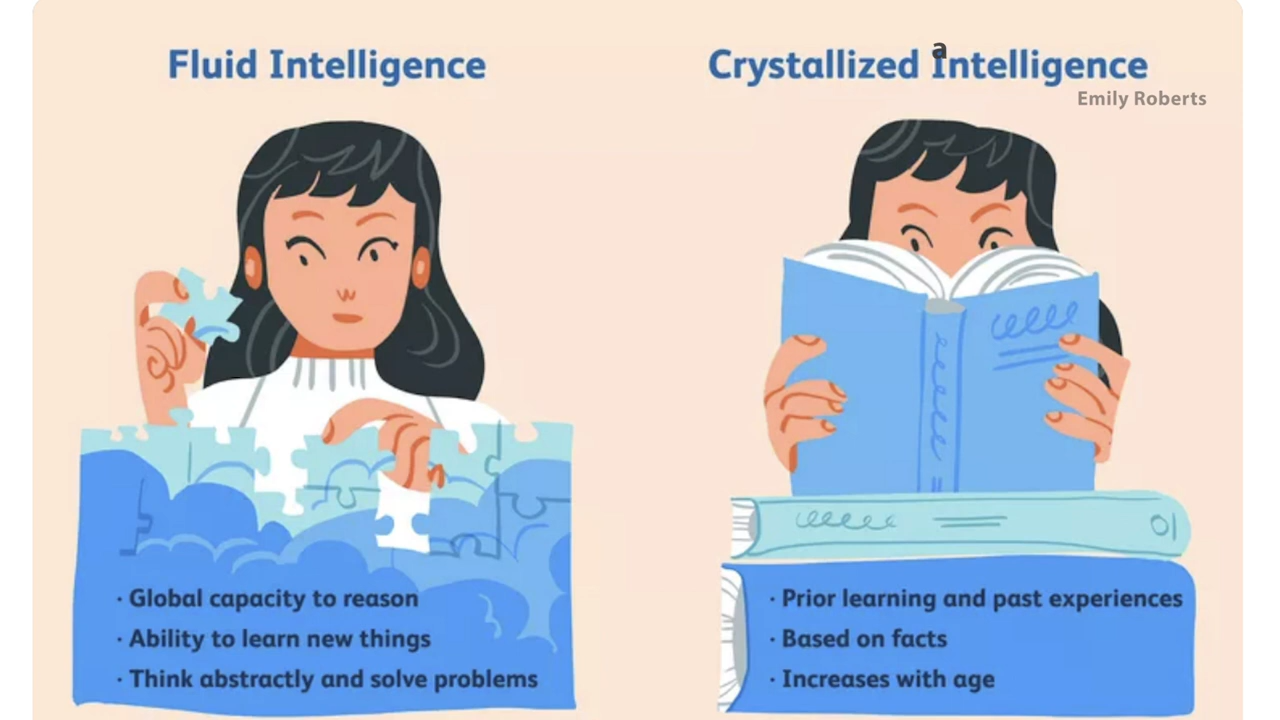 Fluid Intelligence
Crystallized Intelligence
a
Emily Roberts
· Global capacity to reason
· Ability to learn new things
· Think abstractly and solve problems
· Prior learning and past experiences
· Based on facts
· Increases with age